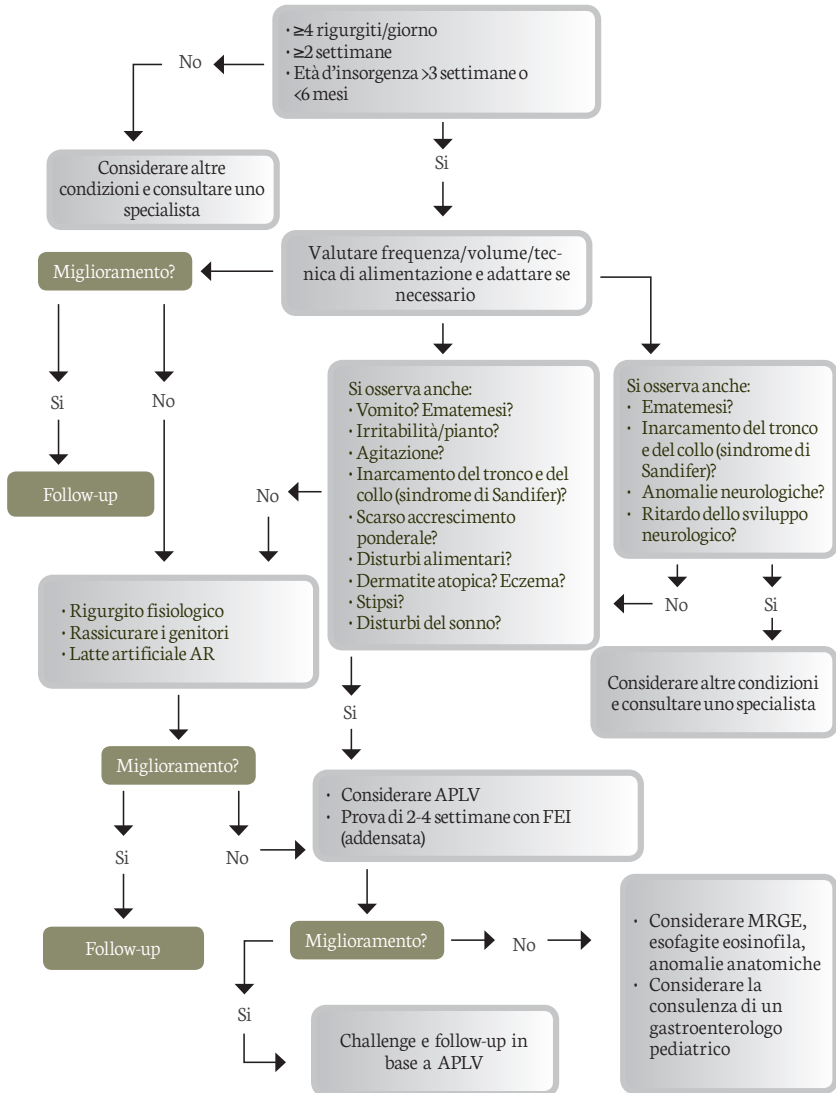 · ≥4 rigurgiti/giorno
· ≥2 settimane
· Età d'insorgenza >3 settimane o
<6 mesi
No
Considerare altre
condizioni e consultare uno
specialista
Si
Valutare frequenza/volume/tec-
nica di alimentazione e adattare se
necessario
Miglioramento?
Si
No
Follow-up
Si osserva anche:
· Vomito? Ematemesi?
· Irritabilità/pianto?
· Agitazione?
· Inarcamento del tronco e del
collo (sindrome di Sandifer)?
· Scarso accrescimento
ponderale?
· Disturbi alimentari?
· Dermatite atopica? Eczema?
· Stipsi?
· Disturbi del sonno?
Si osserva anche:
· Ematemesi?
· Inarcamento del tronco
e del collo (sindrome di
Sandifer)?
· Anomalie neurologiche?
· Ritardo dello sviluppo
neurologico?
No
No
Si
Considerare altre condizioni
e consultare uno specialista
· Rigurgito fisiologico
· Rassicurare i genitori
· Latte artificiale AR
Si
Miglioramento?
Si
No
Follow-up
· Considerare APLV
· Prova di 2-4 settimane con FEI
(addensata)
Miglioramento?
No
Si
Challenge e follow-up in
base a APLV
· Considerare MRGE,
esofagite eosinofila,
anomalie anatomiche
· Considerare la
consulenza di un
gastroenterologo
pediatrico